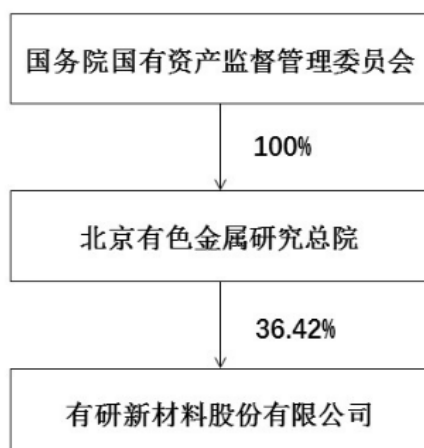 国务院国有资产监督管理委员会
100%
北京有色金属研究总院
36.42%
有研新材料股份有限公司